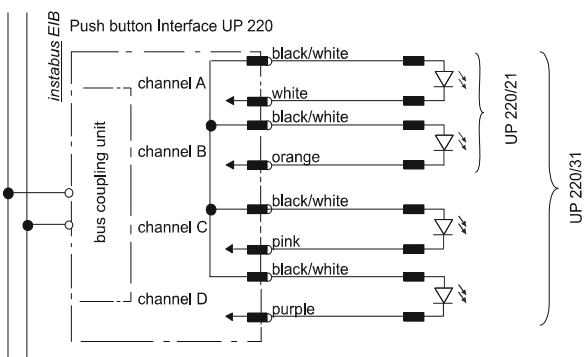 Push button Interface UP 220
instabus EIB
bus coupling unit
channel A
black/white
white
channel B
black/white
orange
channel C
black/white
pink
channel D
black/white
purple
UP 220/21
UP 220/31